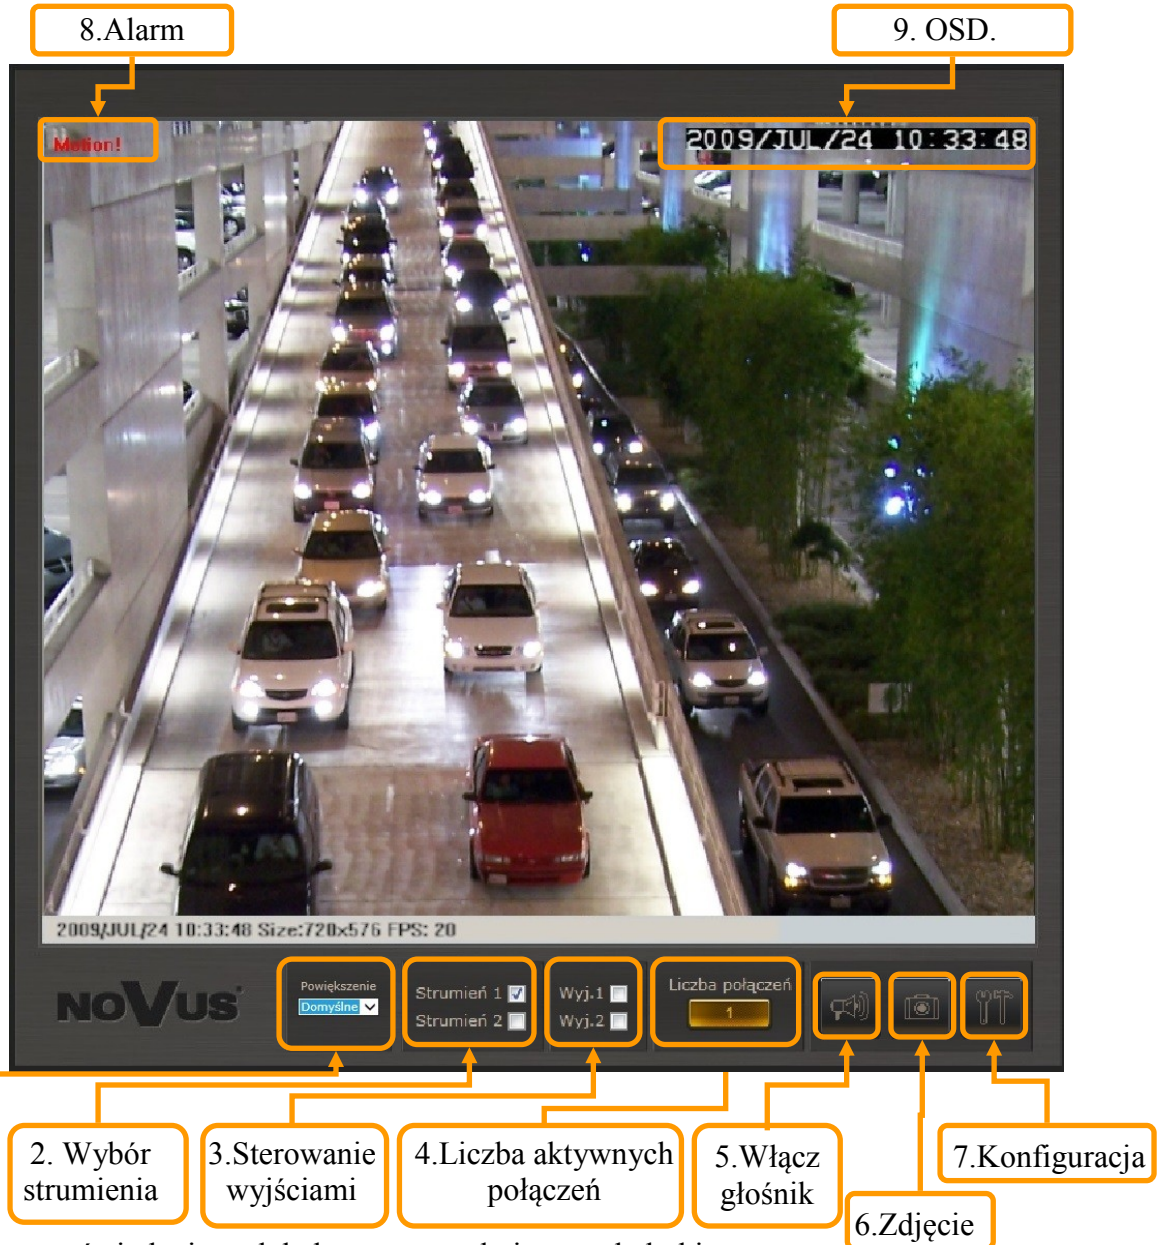 8.Alarm
9. OSD.
Motion!
2009/JUL/24 10:33:48
2009/JUL/24 10:33:48 Size:720x576 FPS: 20
NOVUS
Powiększenie
Domyślne
Strumień 1
Strumień 2
Wyj.1
Wyj.2
Liczba połączeń
1
2. Wybór
strumienia
3.Sterowanie
wyjściami
4.Liczba aktywnych
połączeń
5.Włącz
głośnik
6.Zdjęcie
7.Konfiguracja